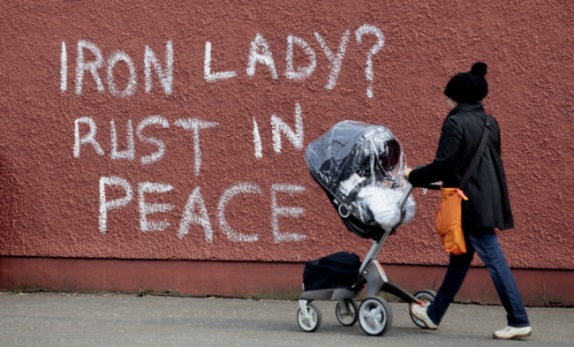 IRON LADY?
RUST IN
PEACE